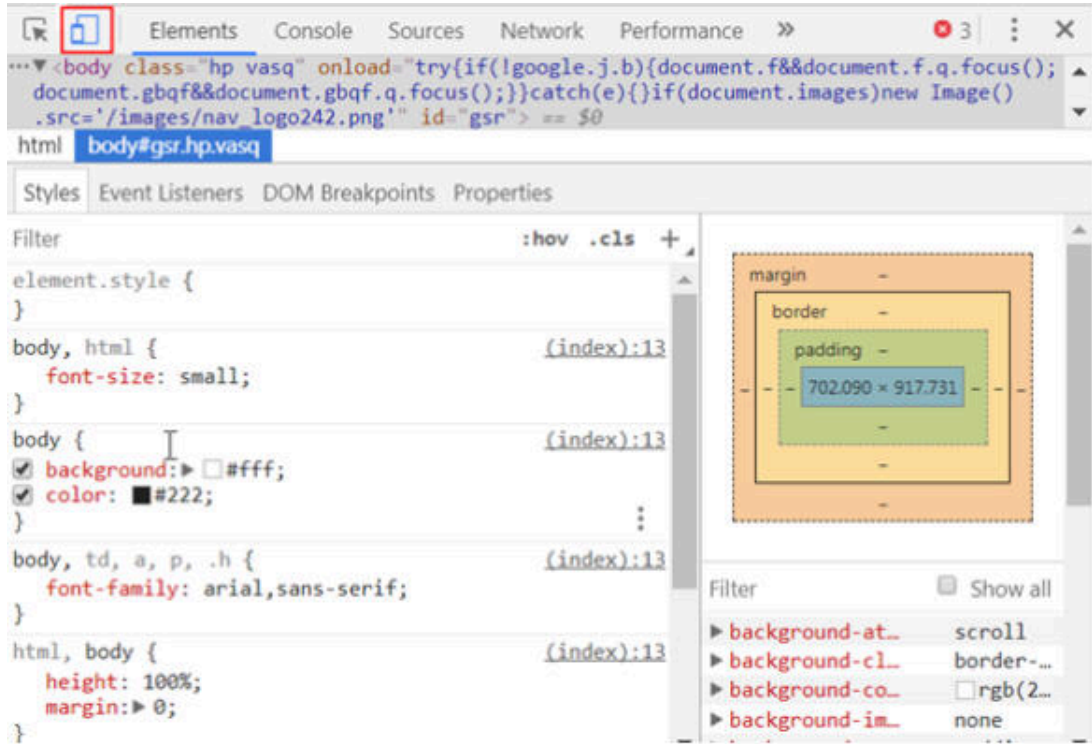 Elements Console Sources Network Performance » 3
···▼<body class="hp vasq" onload="try{if(!google.j.b){document.f&&document.f.q.focus();
document.gbqf&&document.gbqf.q.focus();}}catch(e){}if(document.images)new Image()
.src='/images/nav_logo242.png'" id="gsr"> == $0
html body#gsr.hp.vasq
Styles Event Listeners DOM Breakpoints Properties
Filter :hov .cls +
element.style {
}
body, html { (index):13
font-size: small;
}
body { (index):13
background:▶ #fff;
color: #222;
}
body, td, a, p, .h { (index):13
font-family: arial,sans-serif;
}
html, body { (index):13
height: 100%;
margin:▶ 0;
}
margin –
border –
padding –
– – – 702.090 × 917.731 – – –
–
–
–
Filter Show all
▶ background-at… scroll
▶ background-cl… border-…
▶ background-co… rgb(2…
▶ background-im… none